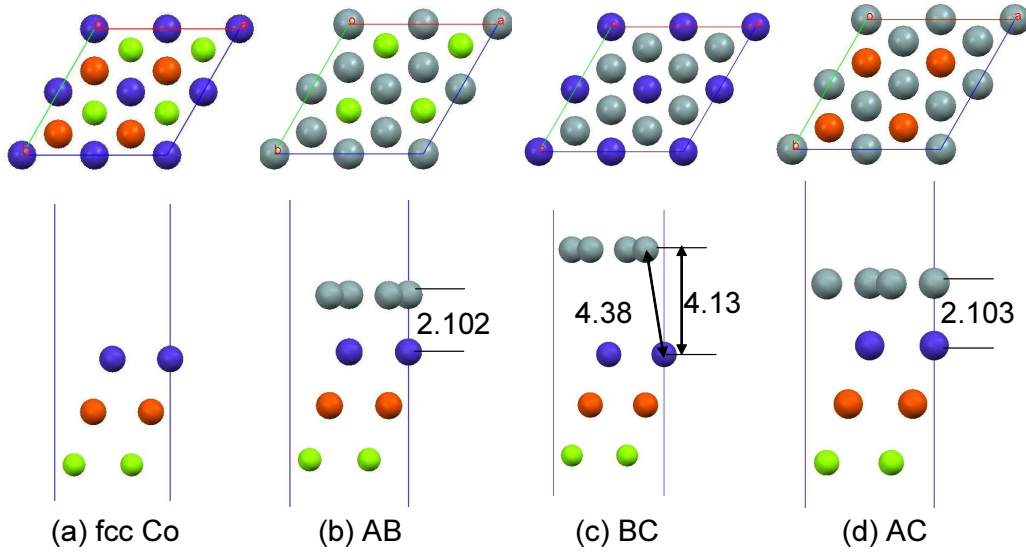 o a
b
o a
b
o a
c
o a
b
2.102
4.38 4.13
2.103
(a) fcc Co (b) AB (c) BC (d) AC